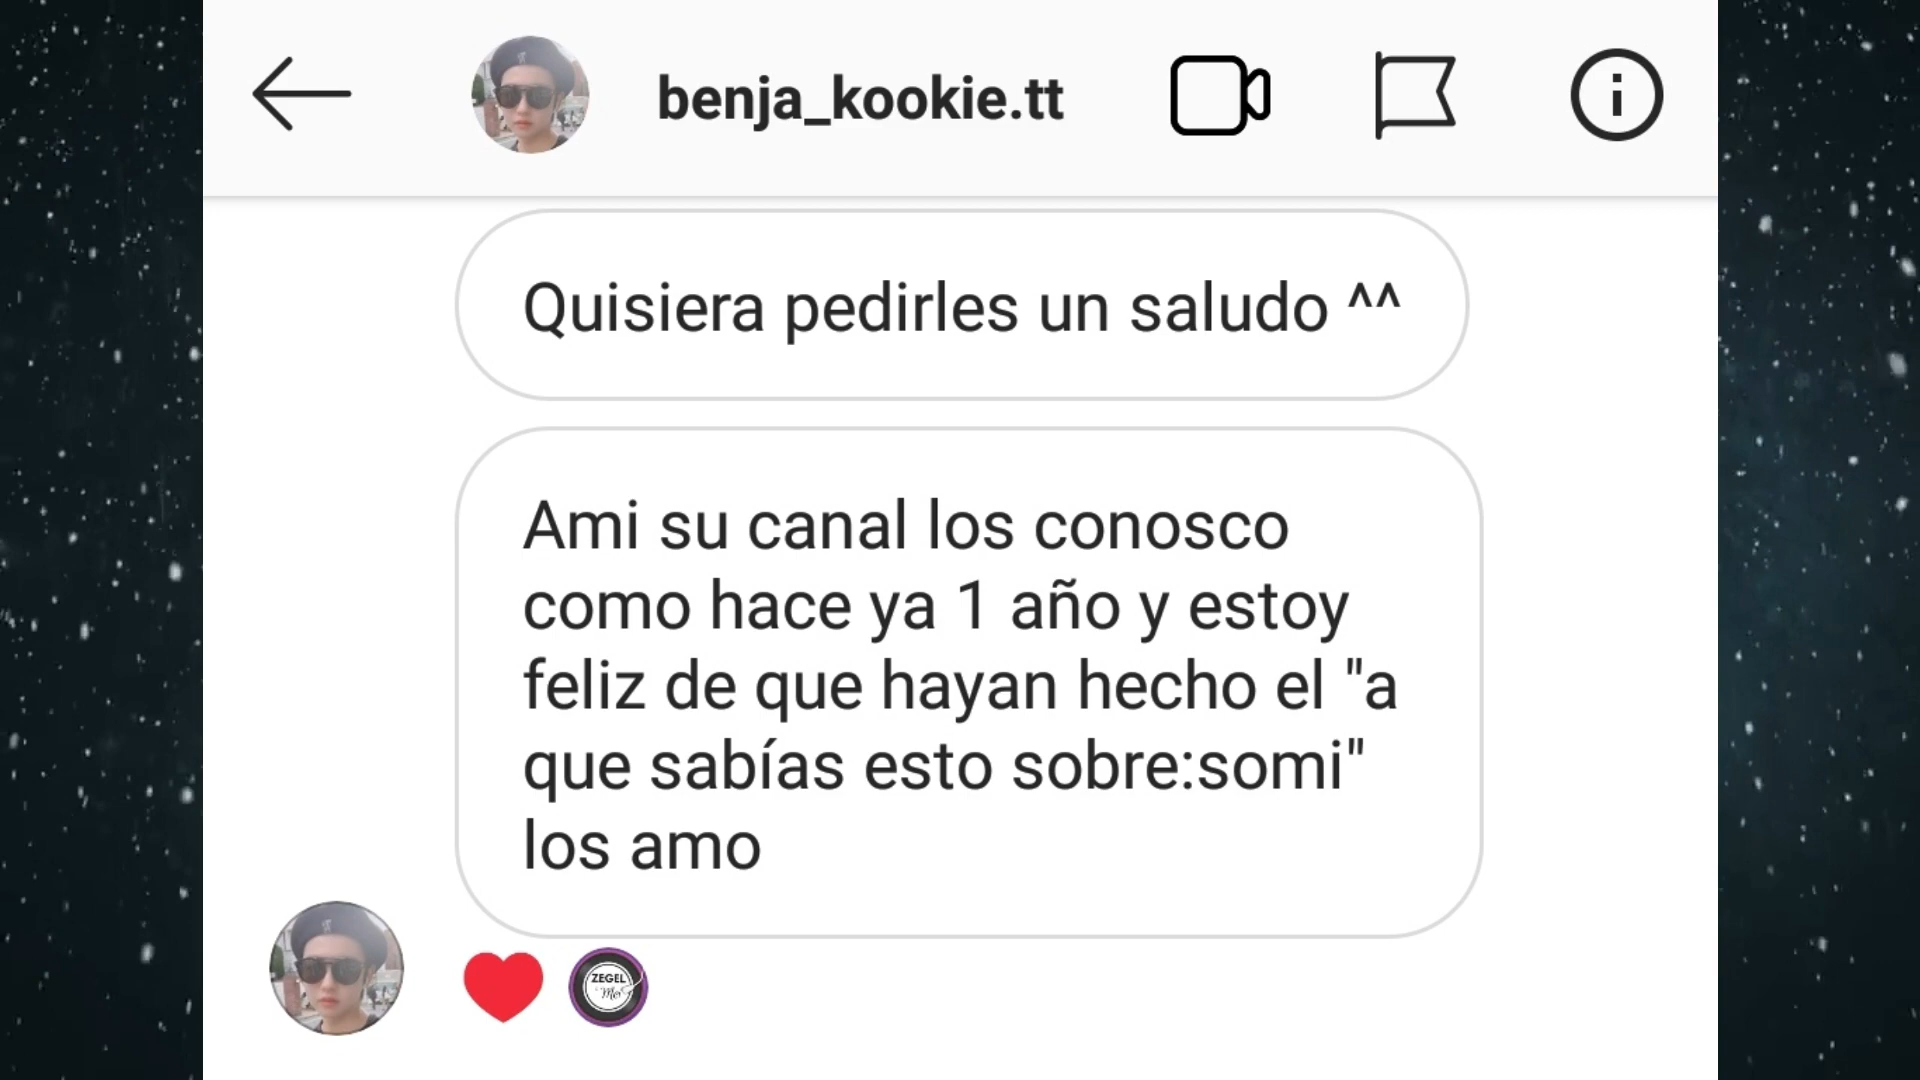 benja_kookie.tt
Quisiera pedirles un saludo ^^
Ami su canal los conosco
como hace ya 1 año y estoy
feliz de que hayan hecho el "a
que sabías esto sobre:somi"
los amo
ZEGEL
Mei